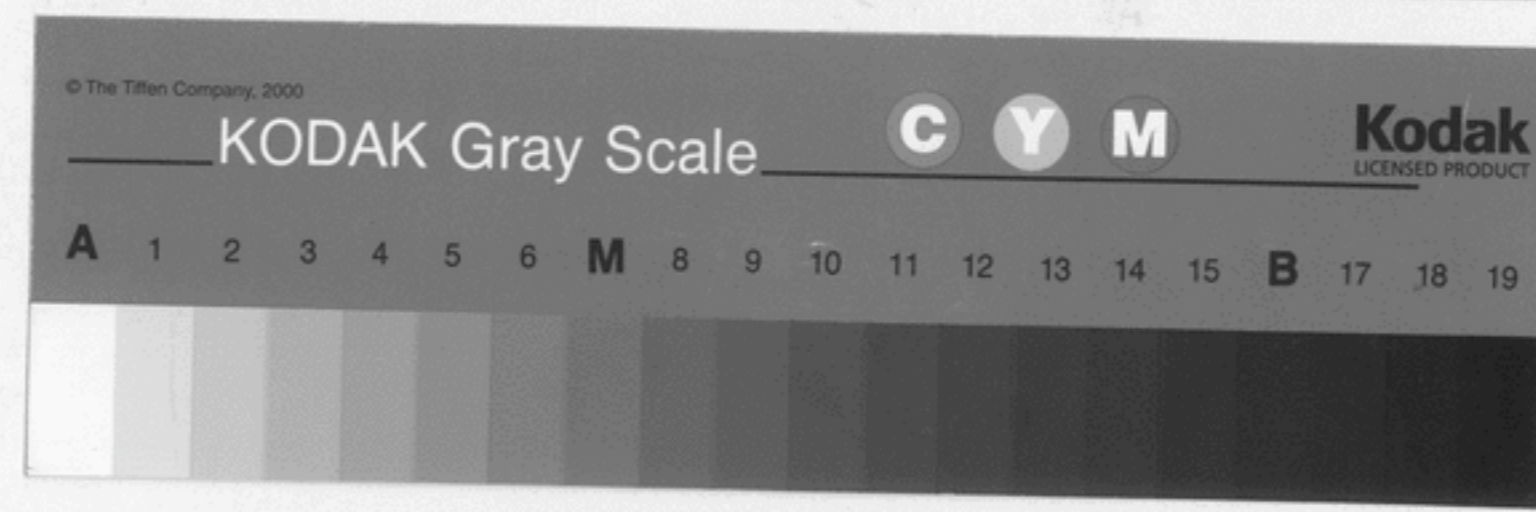 © The Tiffen Company, 2000
KODAK Gray Scale
C Y M
Kodak
LICENSED PRODUCT
A 1 2 3 4 5 6 M 8 9 10 11 12 13 14 15 B 17 18 19